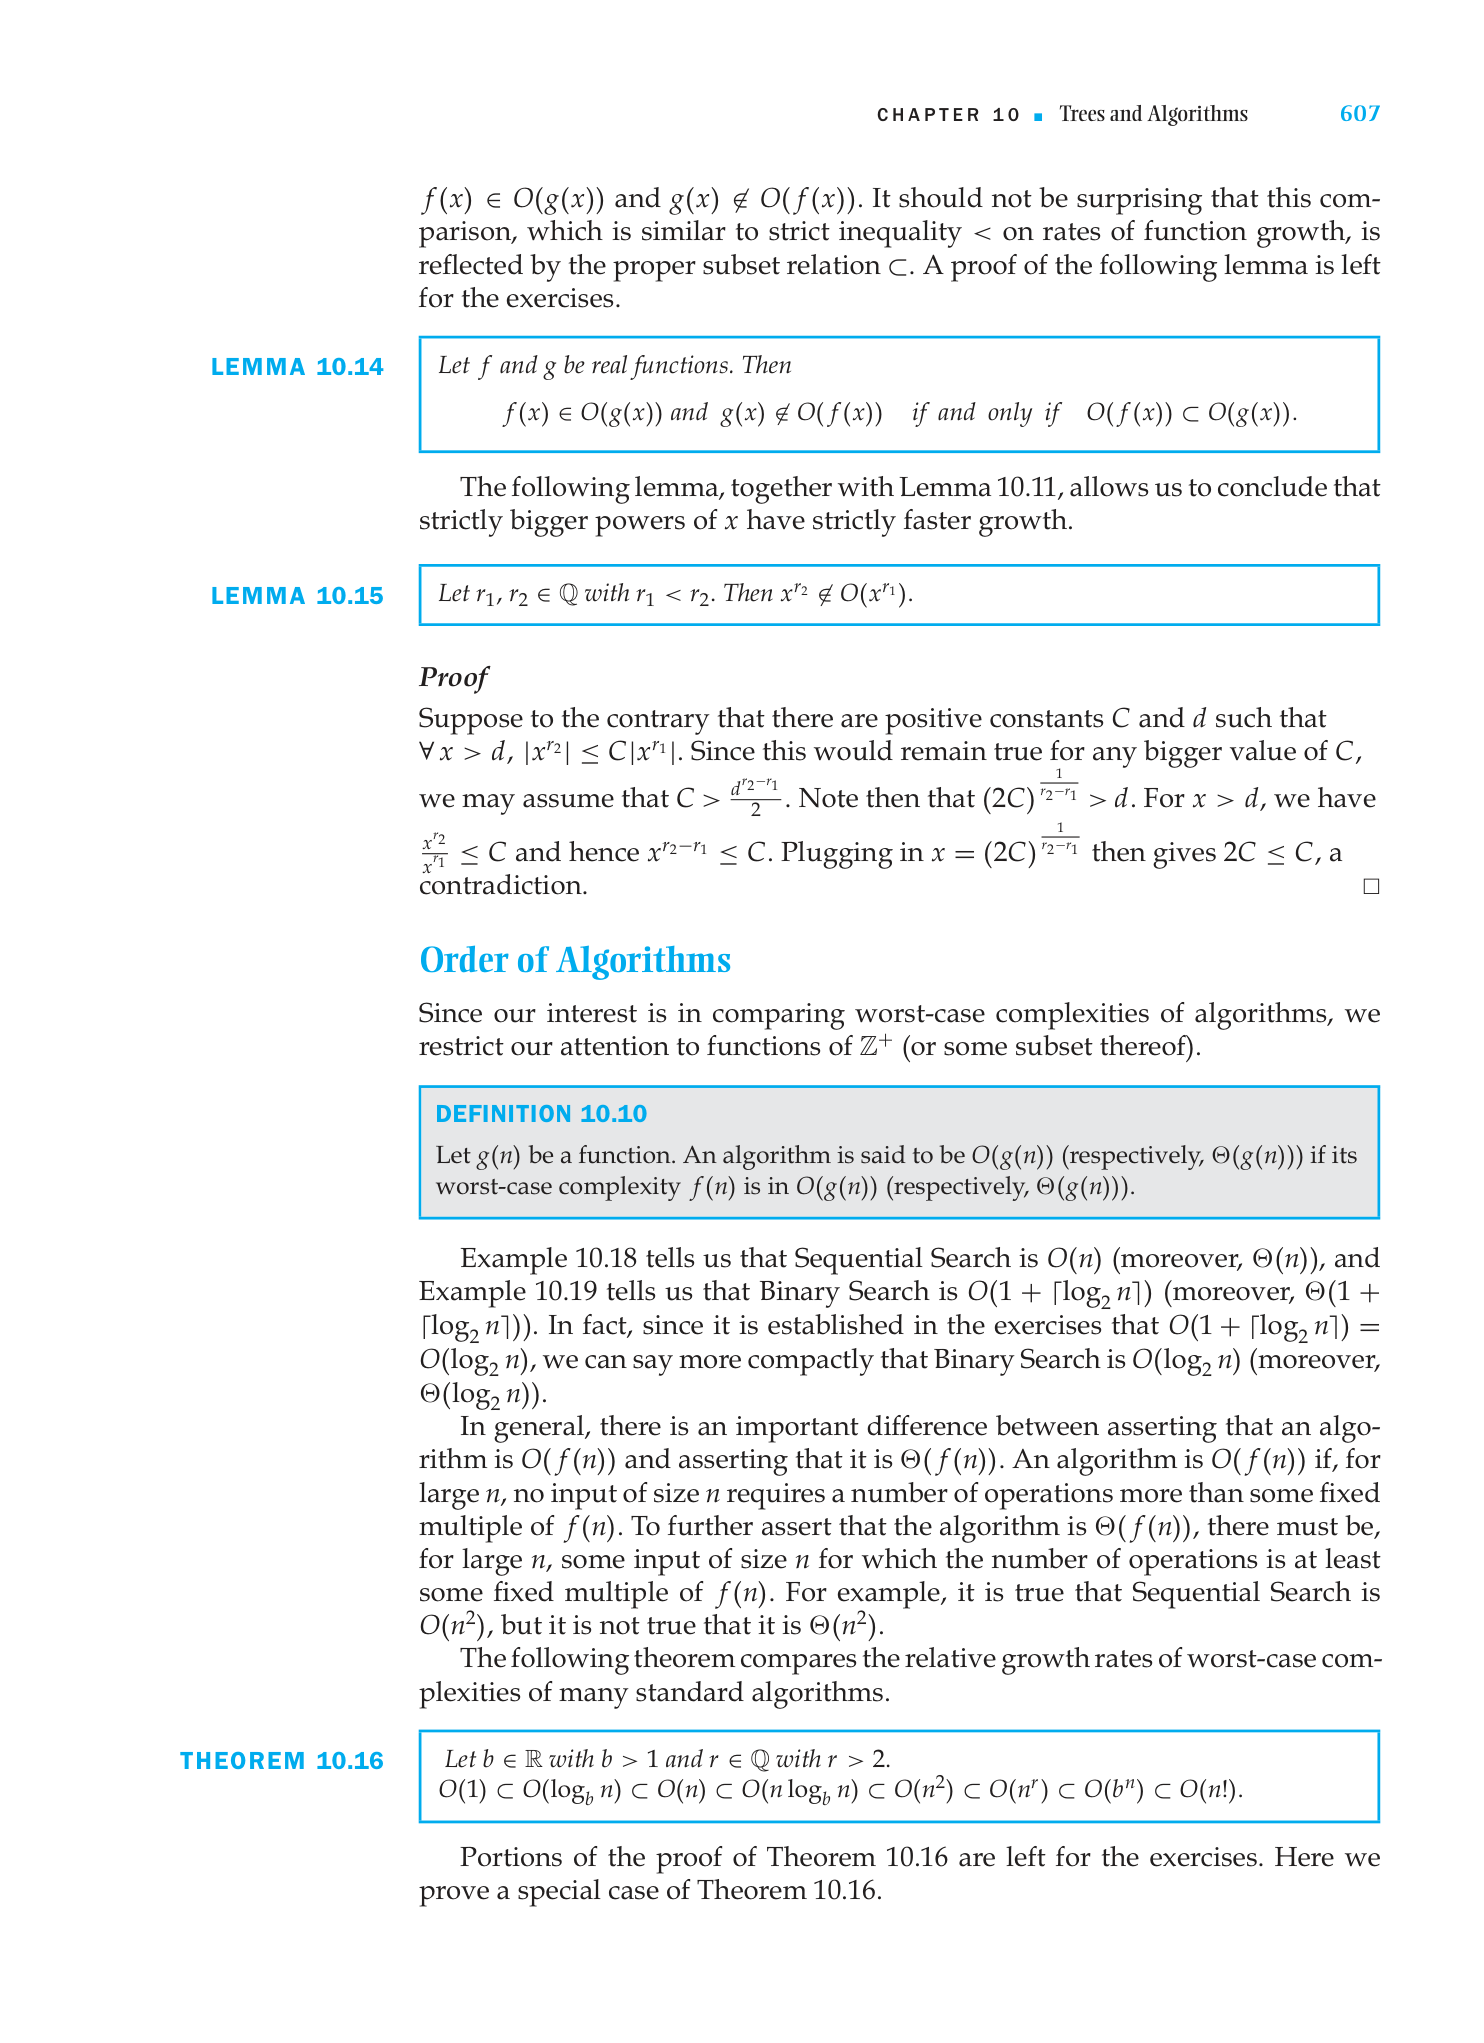 CHAPTER 10 ■ Trees and Algorithms 607
f(x) ∈ O(g(x)) and g(x) ∉ O(f(x)). It should not be surprising that this com-
parison, which is similar to strict inequality < on rates of function growth, is
reflected by the proper subset relation ⊂. A proof of the following lemma is left
for the exercises.
LEMMA 10.14 Let f and g be real functions. Then
f(x) ∈ O(g(x)) and g(x) ∉ O(f(x)) if and only if O(f(x)) ⊂ O(g(x)).
The following lemma, together with Lemma 10.11, allows us to conclude that
strictly bigger powers of x have strictly faster growth.
LEMMA 10.15 Let r₁, r₂ ∈ ℚ with r₁ < r₂. Then x^{r₂} ∉ O(x^{r₁}).
Proof
Suppose to the contrary that there are positive constants C and d such that
∀ x > d, |x^{r₂}| ≤ C|x^{r₁}|. Since this would remain true for any bigger value of C,
we may assume that C > \frac{d^{r₂−r₁}}{2}. Note then that (2C)^{\frac{1}{r₂−r₁}} > d. For x > d, we have
\frac{x^{r₂}}{x^{r₁}} ≤ C and hence x^{r₂−r₁} ≤ C. Plugging in x = (2C)^{\frac{1}{r₂−r₁}} then gives 2C ≤ C, a
contradiction. □
Order of Algorithms
Since our interest is in comparing worst-case complexities of algorithms, we
restrict our attention to functions of ℤ⁺ (or some subset thereof).
DEFINITION 10.10
Let g(n) be a function. An algorithm is said to be O(g(n)) (respectively, Θ(g(n))) if its
worst-case complexity f(n) is in O(g(n)) (respectively, Θ(g(n))).
Example 10.18 tells us that Sequential Search is O(n) (moreover, Θ(n)), and
Example 10.19 tells us that Binary Search is O(1 + ⌈log₂ n⌉) (moreover, Θ(1 +
⌈log₂ n⌉)). In fact, since it is established in the exercises that O(1 + ⌈log₂ n⌉) =
O(log₂ n), we can say more compactly that Binary Search is O(log₂ n) (moreover,
Θ(log₂ n)).
In general, there is an important difference between asserting that an algo-
rithm is O(f(n)) and asserting that it is Θ(f(n)). An algorithm is O(f(n)) if, for
large n, no input of size n requires a number of operations more than some fixed
multiple of f(n). To further assert that the algorithm is Θ(f(n)), there must be,
for large n, some input of size n for which the number of operations is at least
some fixed multiple of f(n). For example, it is true that Sequential Search is
O(n²), but it is not true that it is Θ(n²).
The following theorem compares the relative growth rates of worst-case com-
plexities of many standard algorithms.
THEOREM 10.16 Let b ∈ ℝ with b > 1 and r ∈ ℚ with r > 2.
O(1) ⊂ O(log_b n) ⊂ O(n) ⊂ O(n log_b n) ⊂ O(n²) ⊂ O(n^r) ⊂ O(b^n) ⊂ O(n!).
Portions of the proof of Theorem 10.16 are left for the exercises. Here we
prove a special case of Theorem 10.16.